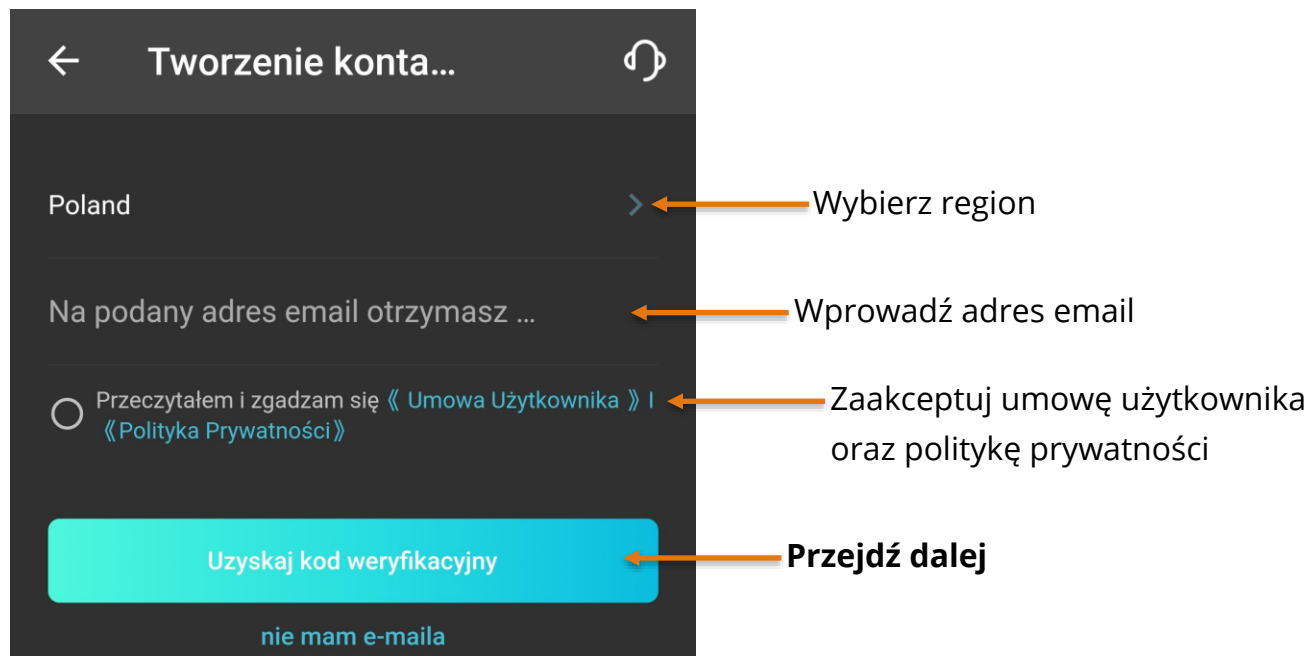 Tworzenie konta...
Poland
Wybierz region
Na podany adres email otrzymasz ...
Wprowadź adres email
Przeczytałem i zgadzam się 《 Umowa Użytkownika 》 I
《Polityka Prywatności》
Zaakceptuj umowę użytkownika
oraz politykę prywatności
Uzyskaj kod weryfikacyjny
Przejdź dalej
nie mam e-maila